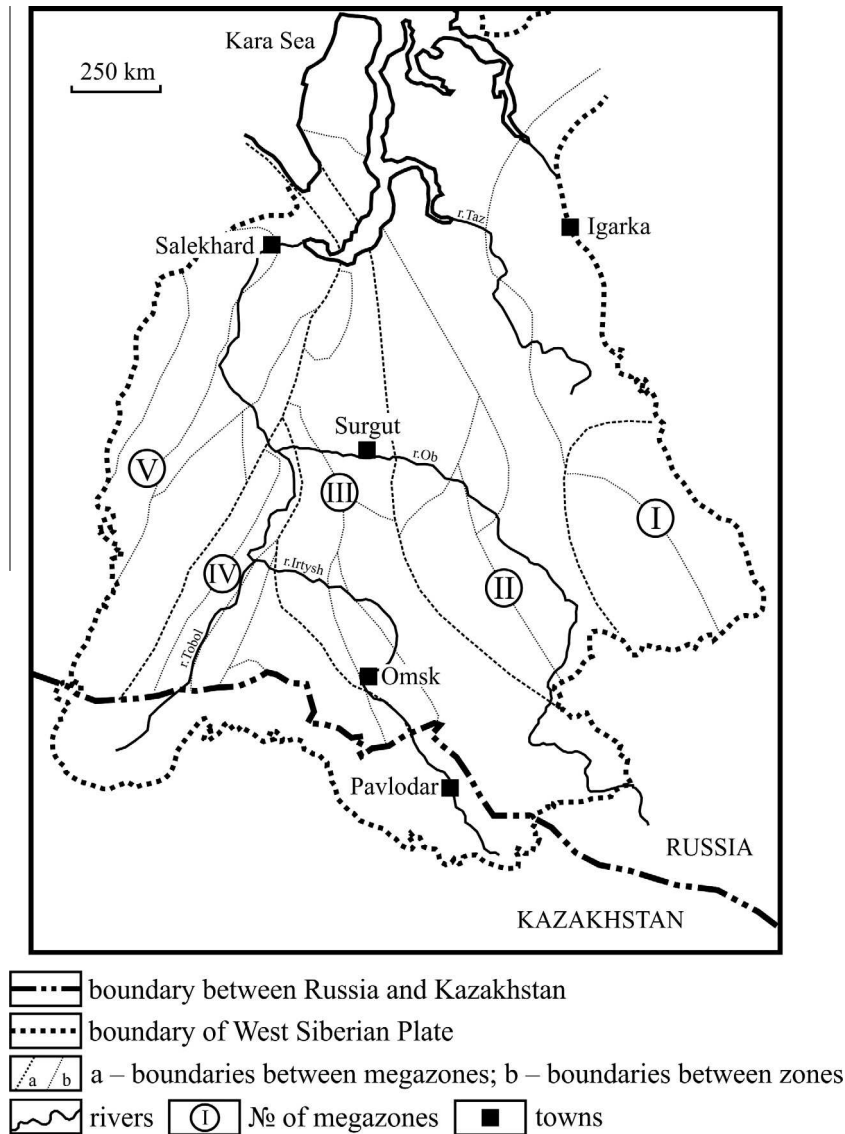 Kara Sea
250 km
r.Taz
Igarka
Salekhard
Surgut
r.Ob
V
III
I
IV
r.Irtysh
II
r.Tobol
Omsk
Pavlodar
RUSSIA
KAZAKHSTAN
boundary between Russia and Kazakhstan
boundary of West Siberian Plate
a b a – boundaries between megazones; b – boundaries between zones
rivers I № of megazones towns